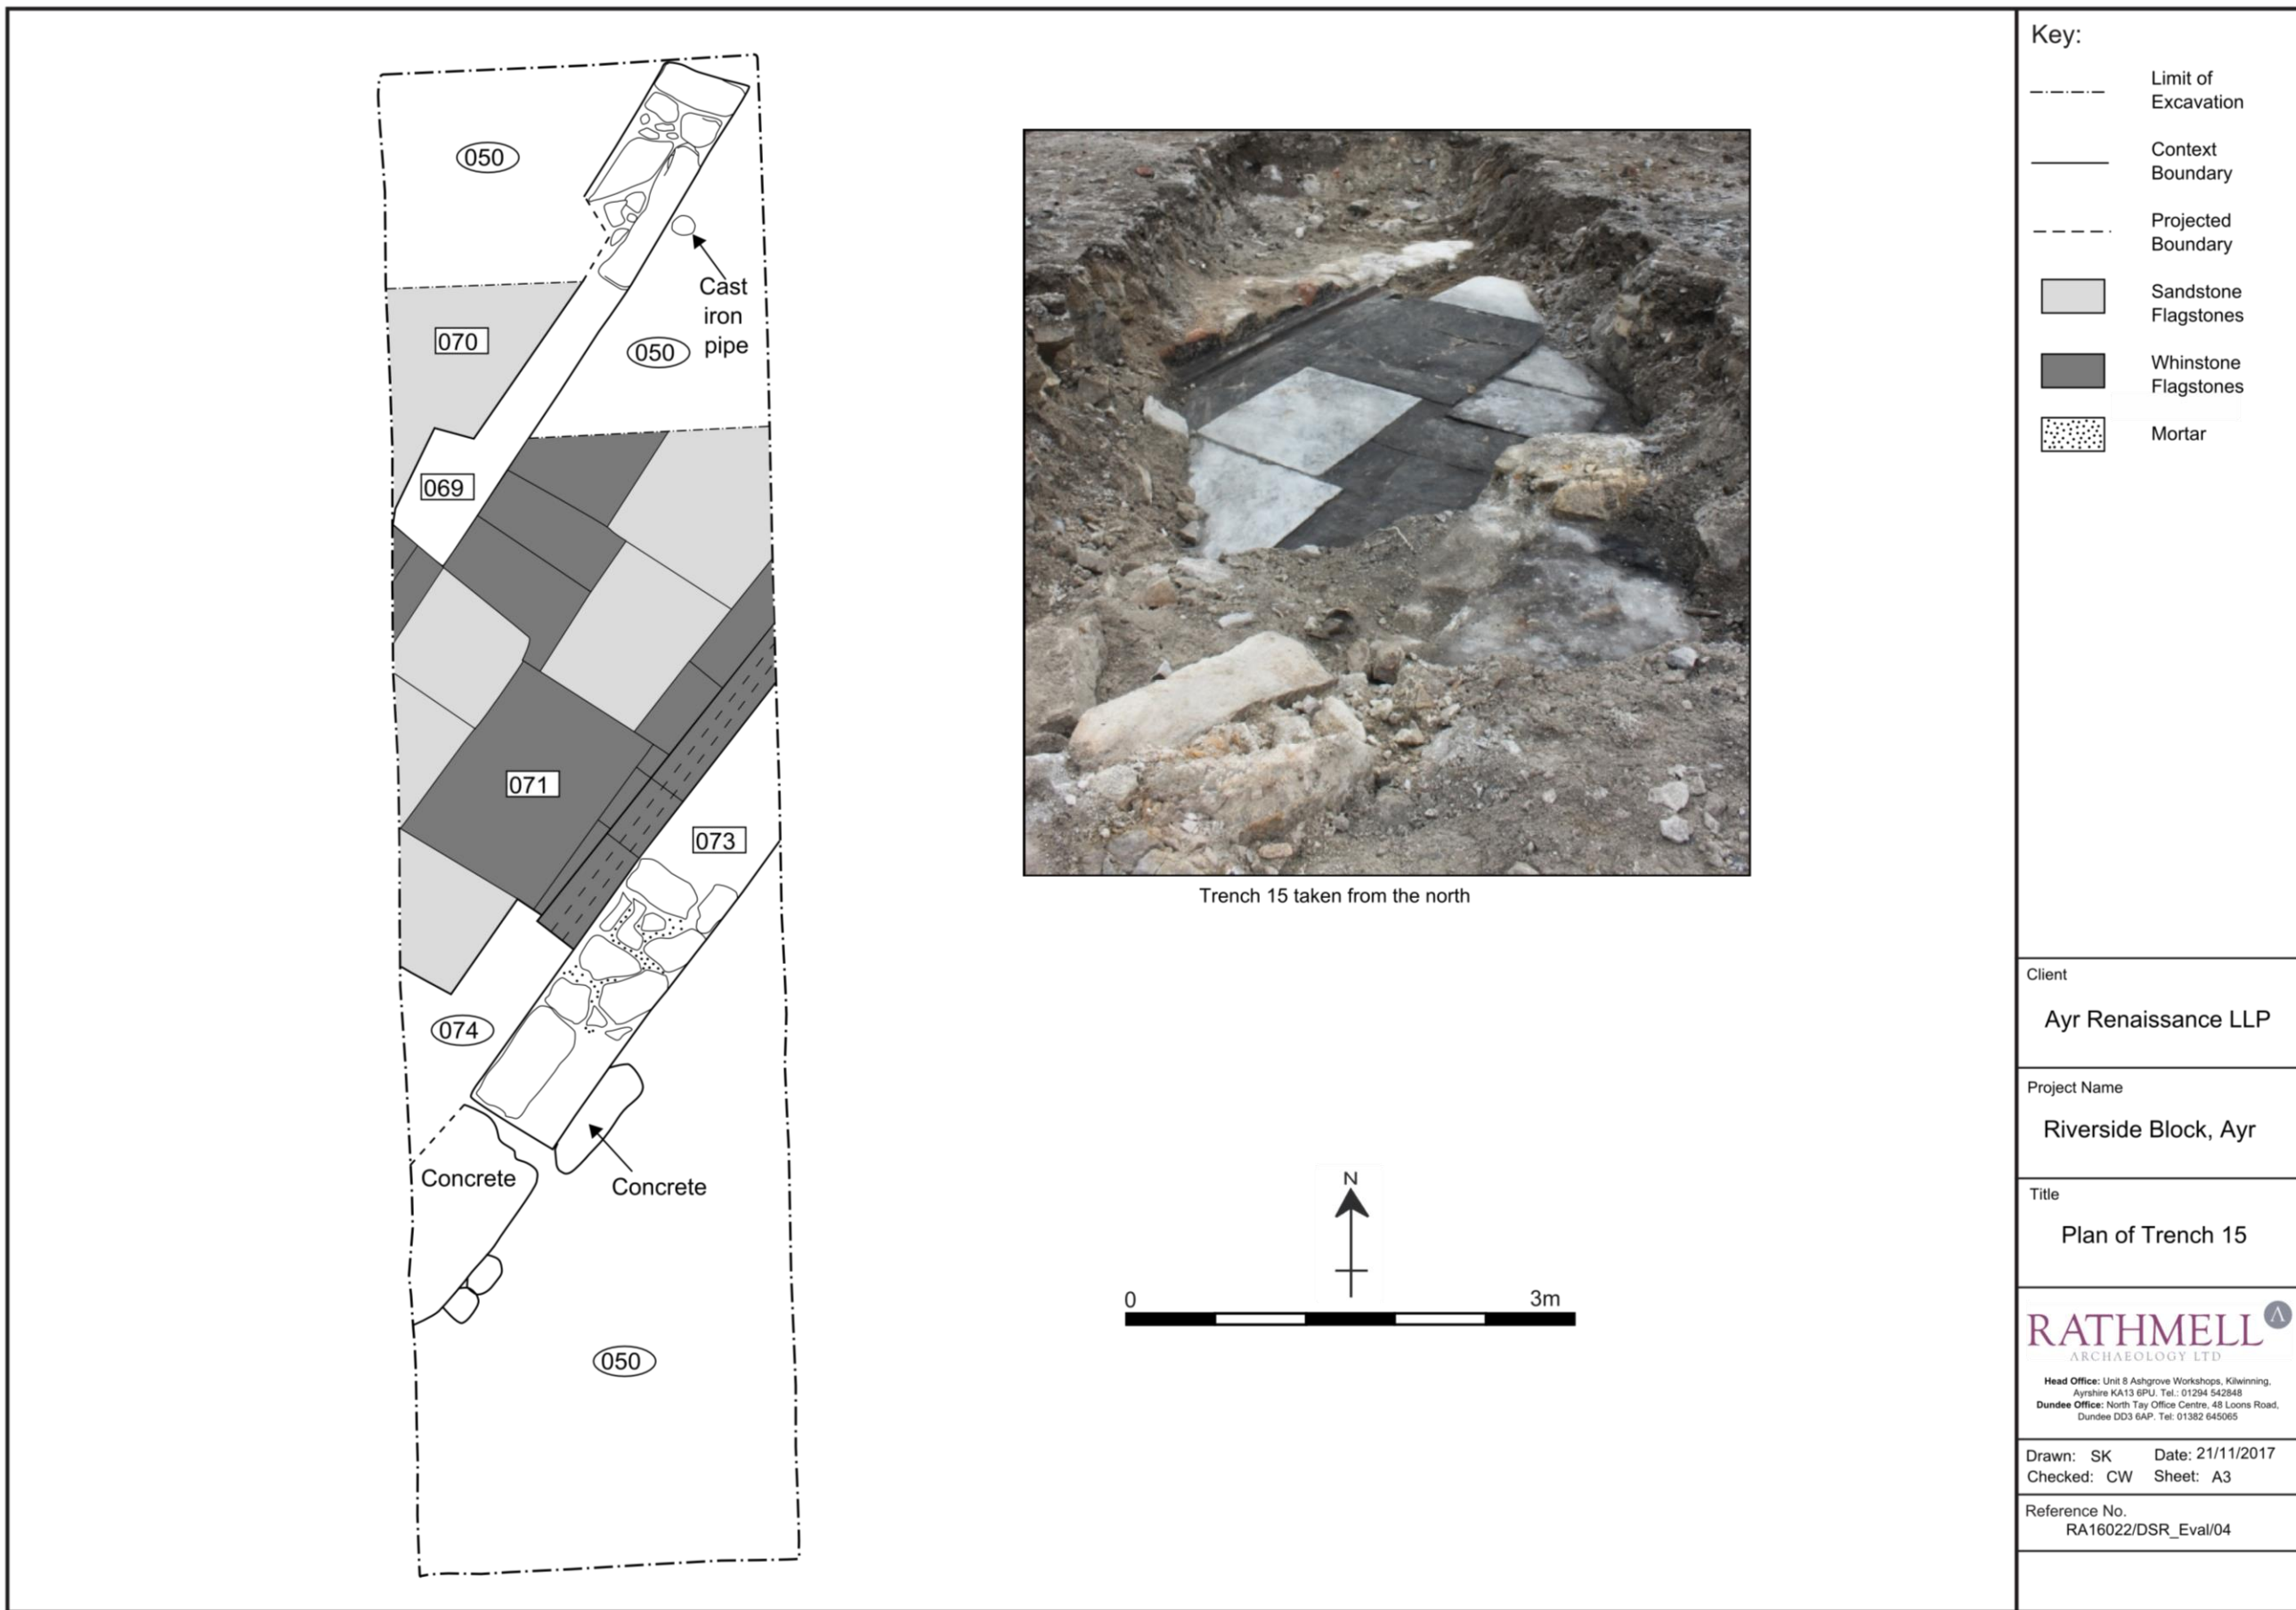 050
Cast
iron
pipe
050
070
069
071
073
074
Concrete
Concrete
050
Trench 15 taken from the north
N
0
3m
Key:
Limit of
Excavation
Context
Boundary
Projected
Boundary
Sandstone
Flagstones
Whinstone
Flagstones
Mortar
Client
Ayr Renaissance LLP
Project Name
Riverside Block, Ayr
Title
Plan of Trench 15
RATHMELL
ARCHAEOLOGY LTD
Head Office: Unit 8 Ashgrove Workshops, Kilwinning,
Ayrshire KA13 6PU. Tel.: 01294 542848
Dundee Office: North Tay Office Centre, 48 Loons Road,
Dundee DD3 6AP. Tel: 01382 645065
Drawn: SK Date: 21/11/2017
Checked: CW Sheet: A3
Reference No.
RA16022/DSR_Eval/04